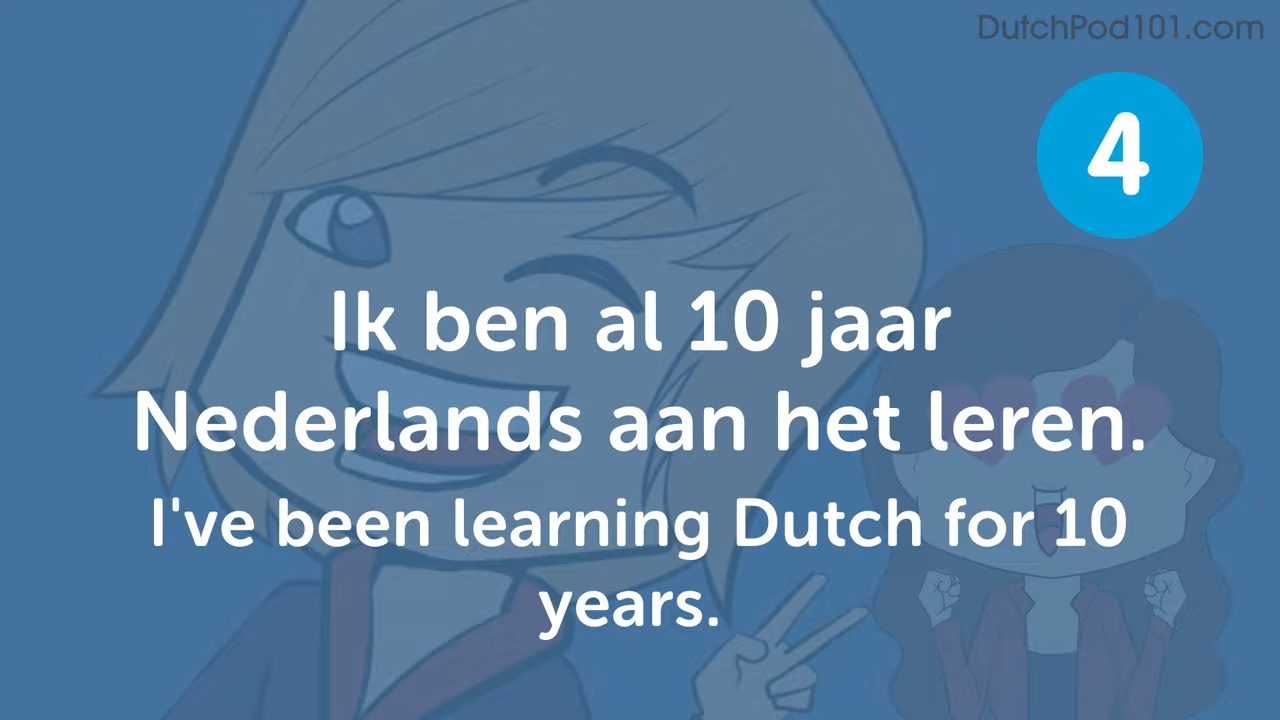 DutchPod101.com
4
Ik ben al 10 jaar
Nederlands aan het leren.
I've been learning Dutch for 10
years.